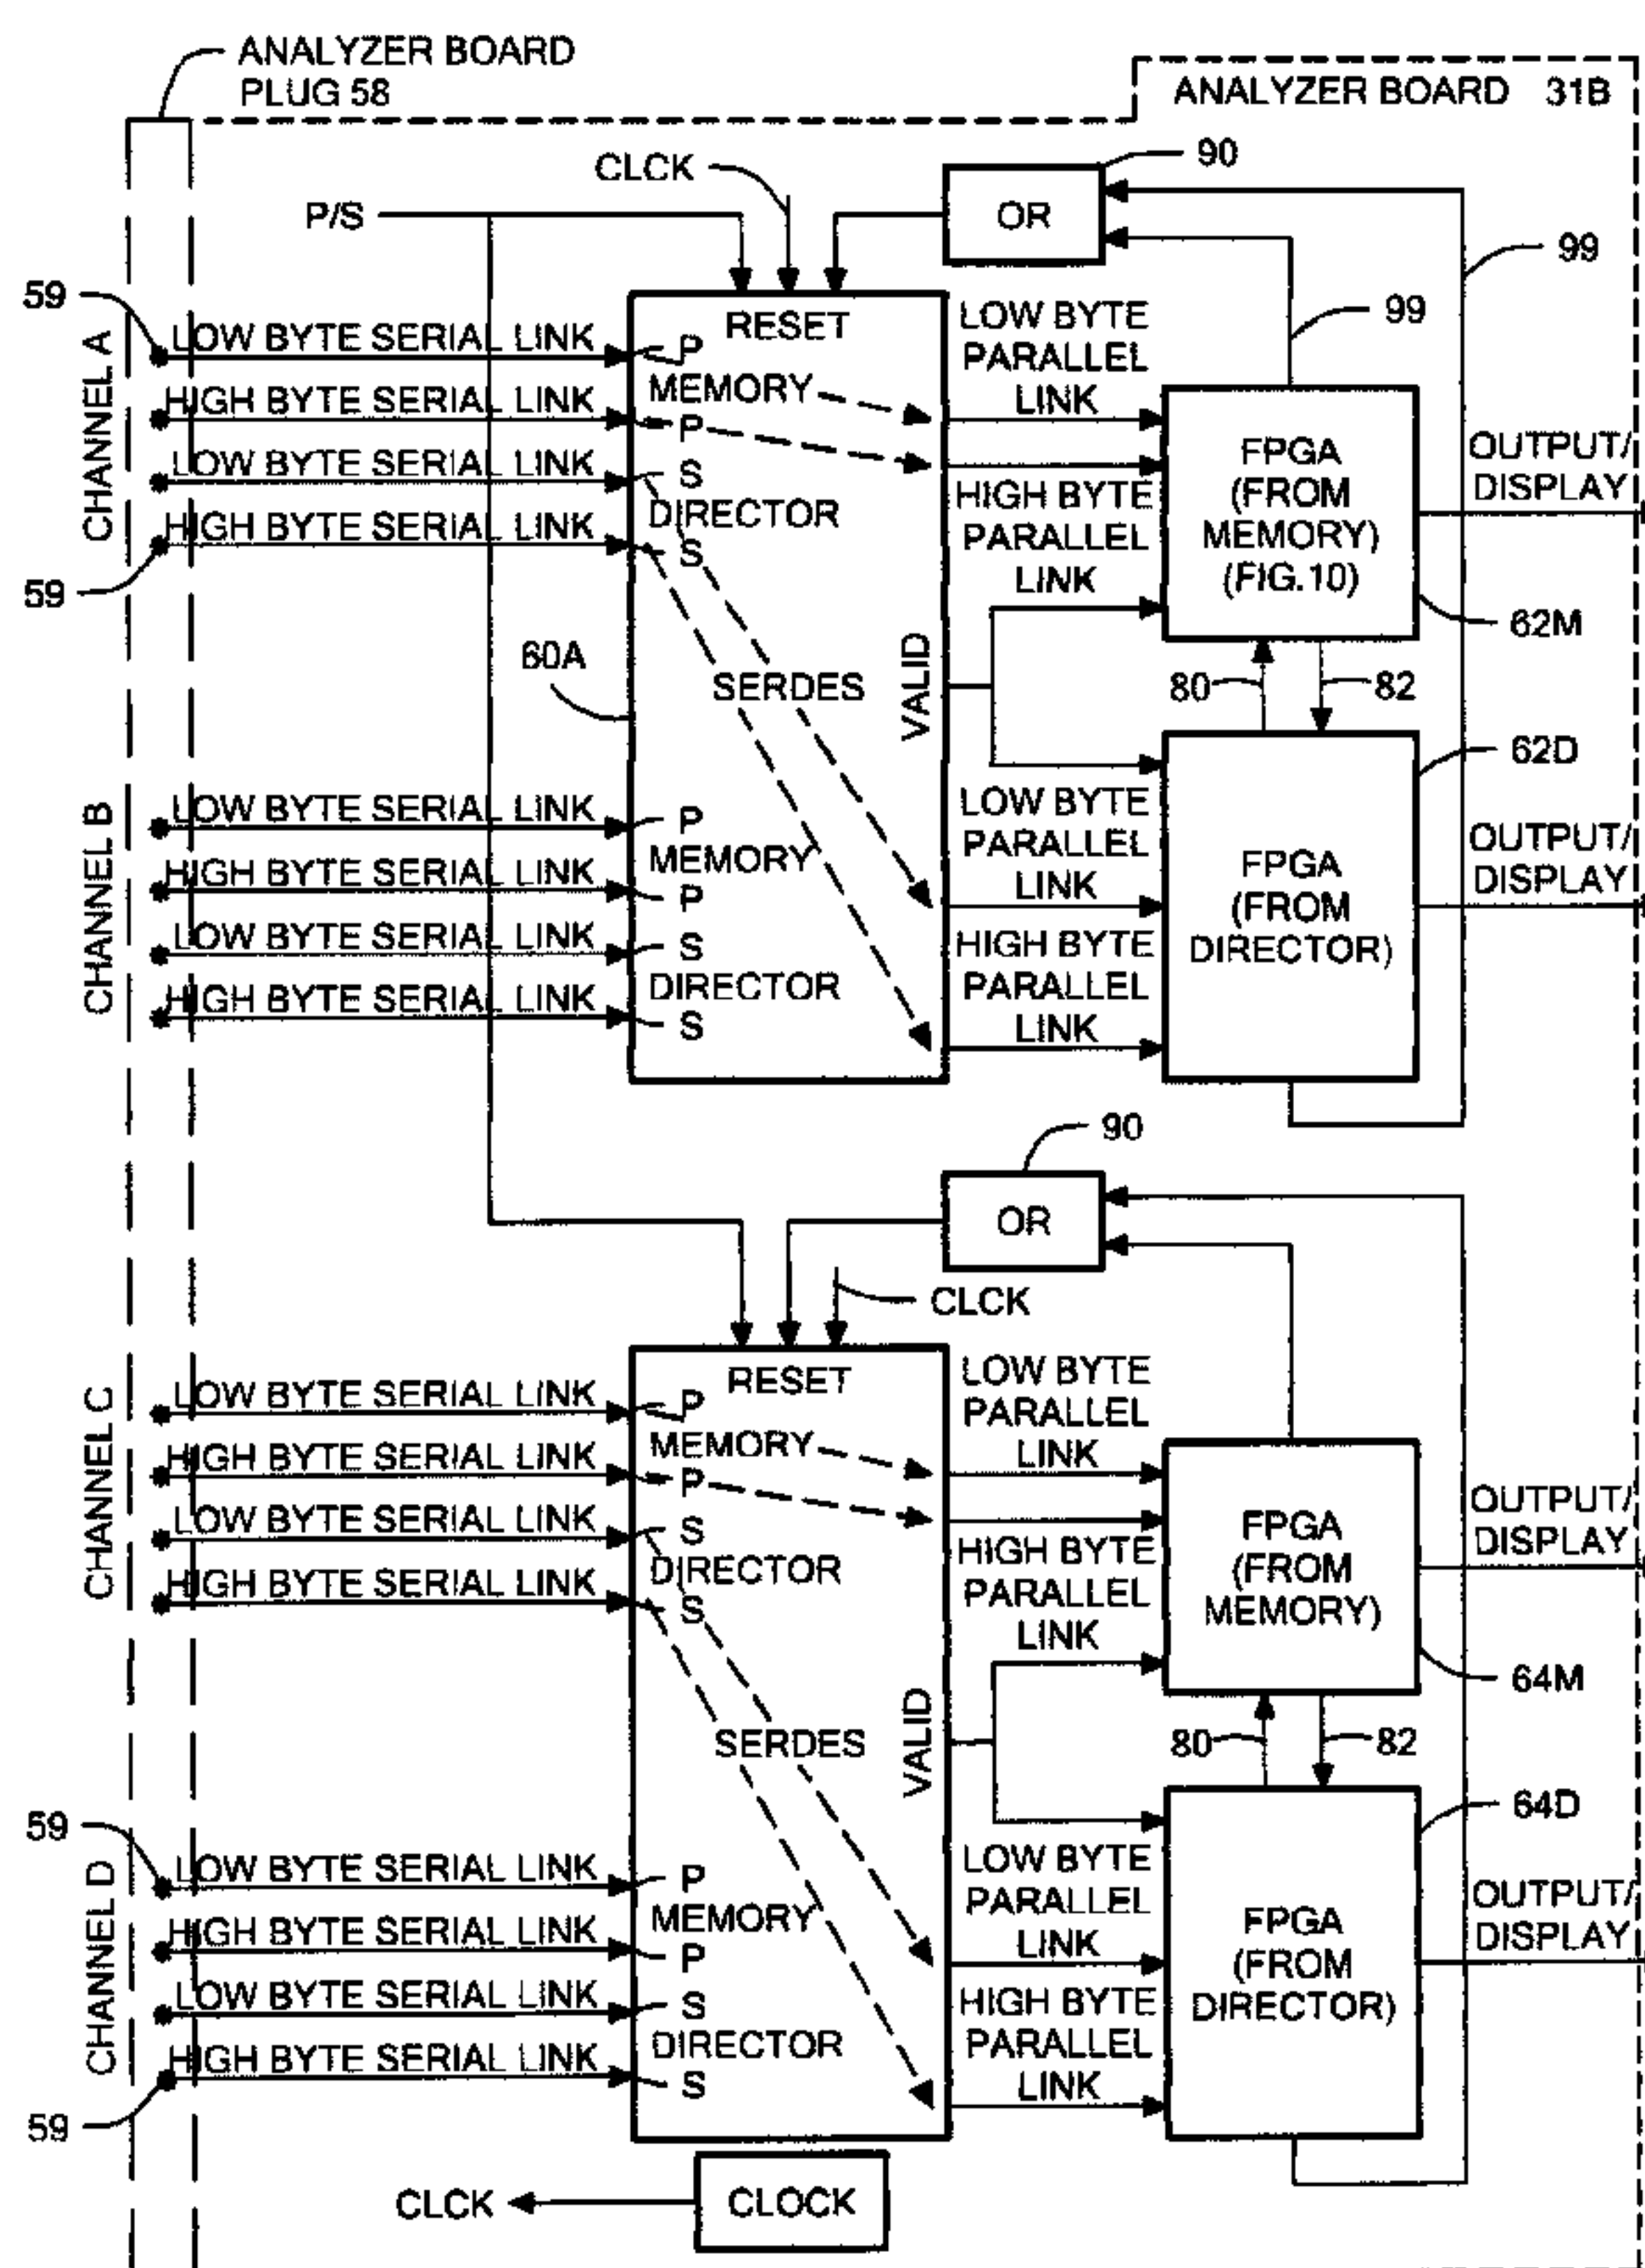 ANALYZER BOARD
PLUG 58
ANALYZER BOARD 31B
CLCK
90
P/S
OR
99
99
59
CHANNEL A
LOW BYTE SERIAL LINK
HIGH BYTE SERIAL LINK
LOW BYTE SERIAL LINK
HIGH BYTE SERIAL LINK
59
RESET
P
MEMORY
P
S
DIRECTOR
S
LOW BYTE
PARALLEL
LINK
HIGH BYTE
PARALLEL
LINK
FPGA
(FROM
MEMORY)
(FIG.10)
OUTPUT/
DISPLAY
62M
60A
SERDES
VALID
80
82
62D
CHANNEL B
LOW BYTE SERIAL LINK
HIGH BYTE SERIAL LINK
LOW BYTE SERIAL LINK
HIGH BYTE SERIAL LINK
P
MEMORY
P
S
DIRECTOR
S
LOW BYTE
PARALLEL
LINK
HIGH BYTE
PARALLEL
LINK
FPGA
(FROM
DIRECTOR)
OUTPUT/
DISPLAY
90
OR
CLCK
CHANNEL C
LOW BYTE SERIAL LINK
HIGH BYTE SERIAL LINK
LOW BYTE SERIAL LINK
HIGH BYTE SERIAL LINK
RESET
P
MEMORY
P
S
DIRECTOR
S
LOW BYTE
PARALLEL
LINK
HIGH BYTE
PARALLEL
LINK
FPGA
(FROM
MEMORY)
OUTPUT/
DISPLAY
64M
SERDES
VALID
80
82
64D
59
CHANNEL D
LOW BYTE SERIAL LINK
HIGH BYTE SERIAL LINK
LOW BYTE SERIAL LINK
HIGH BYTE SERIAL LINK
59
P
MEMORY
P
S
DIRECTOR
S
LOW BYTE
PARALLEL
LINK
HIGH BYTE
PARALLEL
LINK
FPGA
(FROM
DIRECTOR)
OUTPUT/
DISPLAY
CLCK
CLOCK